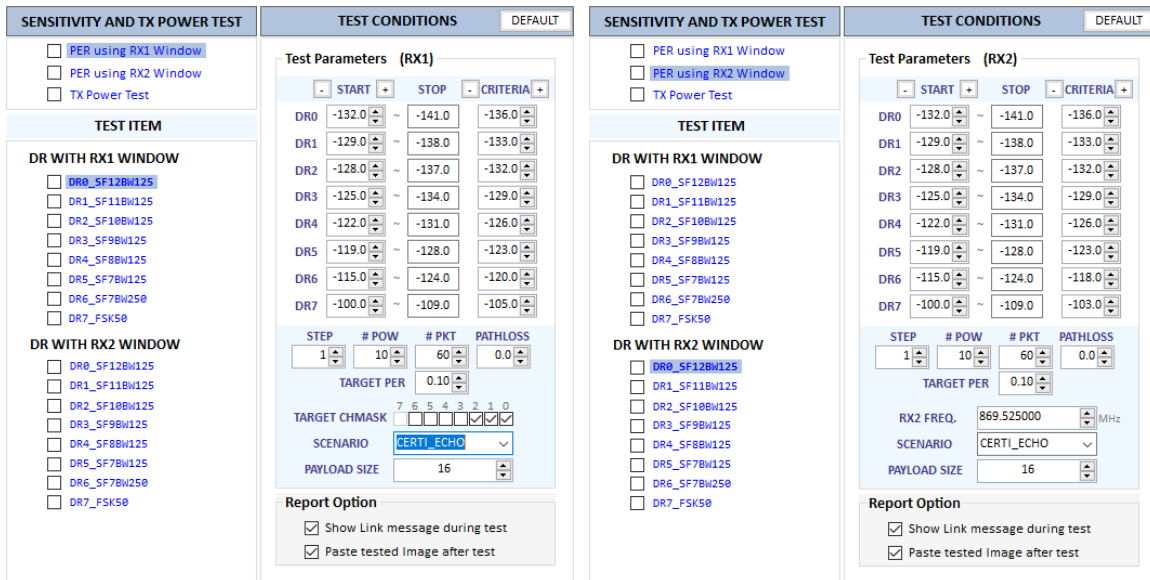 SENSITIVITY AND TX POWER TEST
PER using RX1 Window
PER using RX2 Window
TX Power Test
TEST ITEM
DR WITH RX1 WINDOW
DR0_SF12BW125
DR1_SF11BW125
DR2_SF10BW125
DR3_SF9BW125
DR4_SF8BW125
DR5_SF7BW125
DR6_SF7BW250
DR7_FSK50
DR WITH RX2 WINDOW
DR0_SF12BW125
DR1_SF11BW125
DR2_SF10BW125
DR3_SF9BW125
DR4_SF8BW125
DR5_SF7BW125
DR6_SF7BW250
DR7_FSK50
TEST CONDITIONS DEFAULT
Test Parameters (RX1)
- START + STOP - CRITERIA +
DR0 -132.0 ~ -141.0 -136.0
DR1 -129.0 ~ -138.0 -133.0
DR2 -128.0 ~ -137.0 -132.0
DR3 -125.0 ~ -134.0 -129.0
DR4 -122.0 ~ -131.0 -126.0
DR5 -119.0 ~ -128.0 -123.0
DR6 -115.0 ~ -124.0 -120.0
DR7 -100.0 ~ -109.0 -105.0
STEP # POW # PKT PATHLOSS
1 10 60 0.0
TARGET PER 0.10
7 6 5 4 3 2 1 0
TARGET CHMASK
SCENARIO CERTI_ECHO
PAYLOAD SIZE 16
Report Option
Show Link message during test
Paste tested Image after test
SENSITIVITY AND TX POWER TEST
PER using RX1 Window
PER using RX2 Window
TX Power Test
TEST ITEM
DR WITH RX1 WINDOW
DR0_SF12BW125
DR1_SF11BW125
DR2_SF10BW125
DR3_SF9BW125
DR4_SF8BW125
DR5_SF7BW125
DR6_SF7BW250
DR7_FSK50
DR WITH RX2 WINDOW
DR0_SF12BW125
DR1_SF11BW125
DR2_SF10BW125
DR3_SF9BW125
DR4_SF8BW125
DR5_SF7BW125
DR6_SF7BW250
DR7_FSK50
TEST CONDITIONS DEFAULT
Test Parameters (RX2)
- START + STOP - CRITERIA +
DR0 -132.0 ~ -141.0 -136.0
DR1 -129.0 ~ -138.0 -133.0
DR2 -128.0 ~ -137.0 -132.0
DR3 -125.0 ~ -134.0 -129.0
DR4 -122.0 ~ -131.0 -126.0
DR5 -119.0 ~ -128.0 -123.0
DR6 -115.0 ~ -124.0 -118.0
DR7 -100.0 ~ -109.0 -103.0
STEP # POW # PKT PATHLOSS
1 10 60 0.0
TARGET PER 0.10
RX2 FREQ. 869.525000 MHz
SCENARIO CERTI_ECHO
PAYLOAD SIZE 16
Report Option
Show Link message during test
Paste tested Image after test